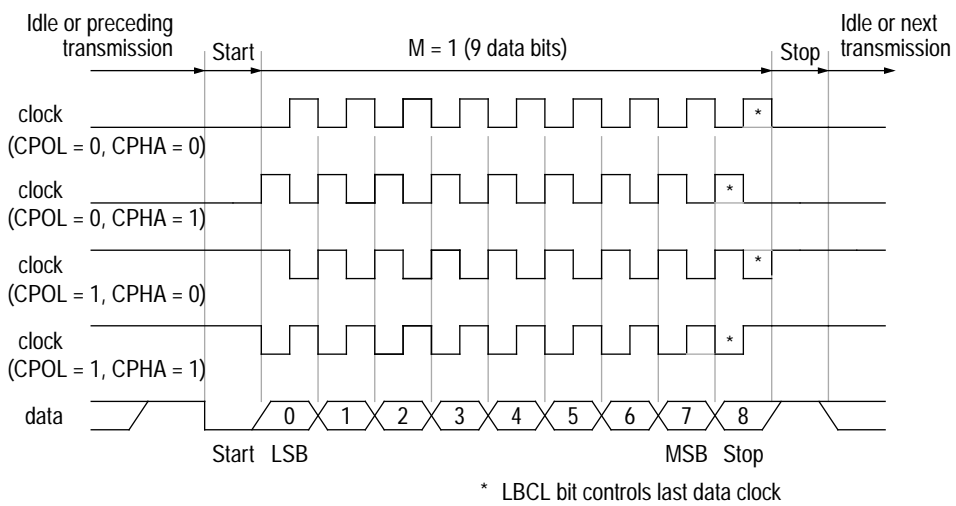 Idle or preceding
transmission
Start
M = 1 (9 data bits)
Stop
Idle or next
transmission
clock
*
(CPOL = 0, CPHA = 0)
clock
*
(CPOL = 0, CPHA = 1)
clock
*
(CPOL = 1, CPHA = 0)
clock
*
(CPOL = 1, CPHA = 1)
data
0 1 2 3 4 5 6 7 8
Start LSB MSB Stop
* LBCL bit controls last data clock